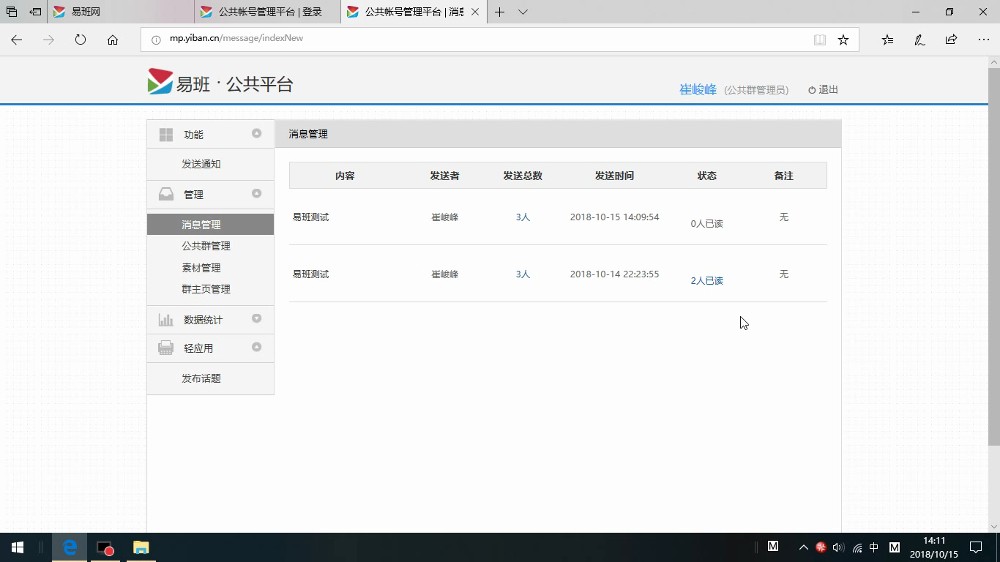 易班网
公共帐号管理平台 | 登录
公共帐号管理平台 | 消息
mp.yiban.cn/message/indexNew
易班 · 公共平台
崔峻峰 (公共群管理员) 退出
功能
发送通知
管理
消息管理
公共群管理
素材管理
群主页管理
数据统计
轻应用
发布话题
消息管理
内容 发送者 发送总数 发送时间 状态 备注
易班测试 崔峻峰 3人 2018-10-15 14:09:54 0人已读 无
易班测试 崔峻峰 3人 2018-10-14 22:23:55 2人已读 无
M 中 M
14:11
2018/10/15